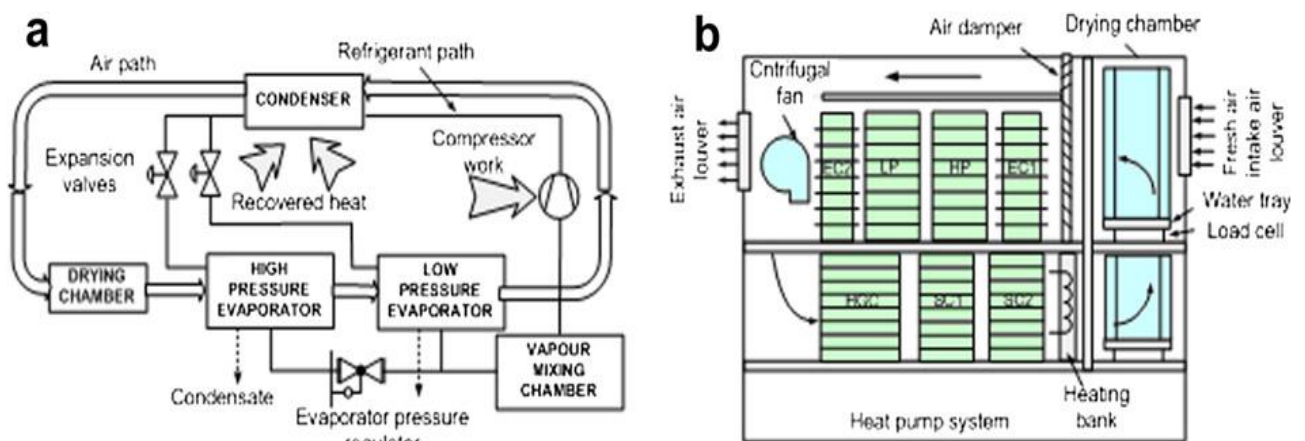 a
Air path
Refrigerant path
CONDENSER
Compressor
work
Expansion
valves
Recovered heat
DRYING
CHAMBER
HIGH
PRESSURE
EVAPORATOR
LOW
PRESSURE
EVAPORATOR
VAPOUR
MIXING
CHAMBER
Condensate
Evaporator pressure
regulator
b
Air damper
Drying chamber
Cntrifugal
fan
Exhaust air
louver
EC2
LP
HP
EC1
Fresh air
intake air
louver
Water tray
Load cell
HGC
SC1
SC2
Heating
bank
Heat pump system